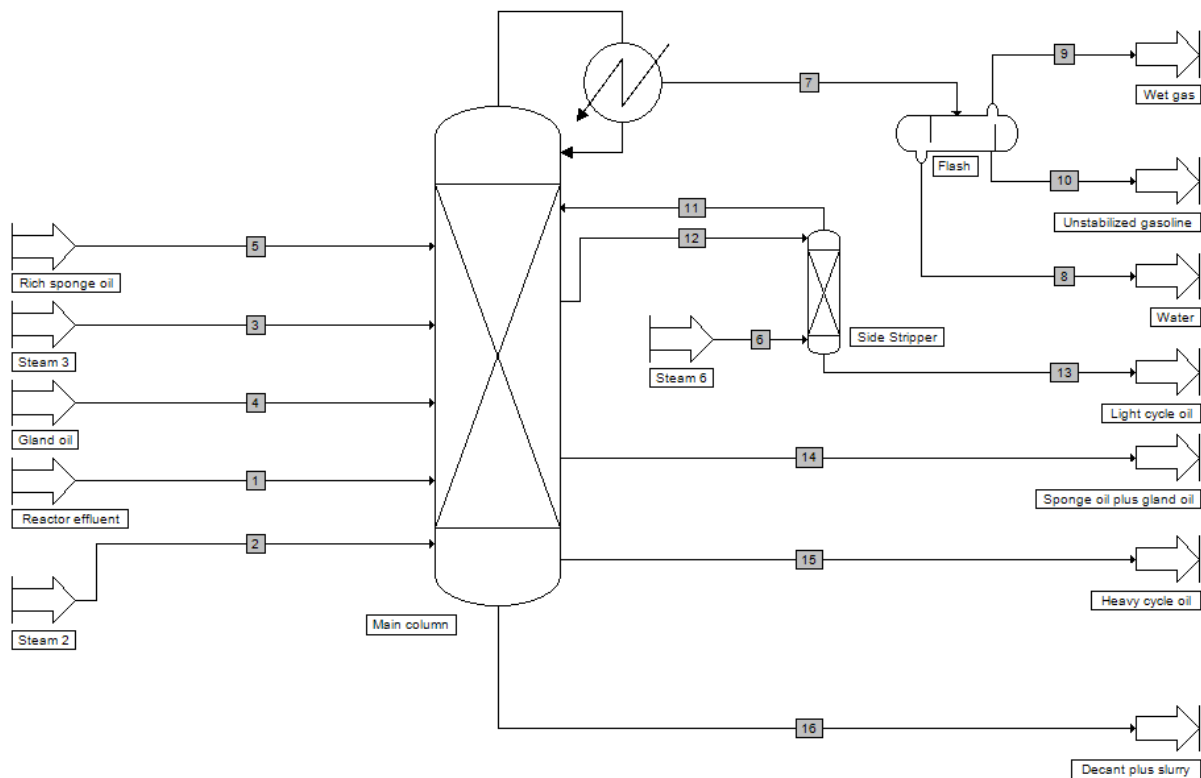 7
9
Wet gas
Flash
10
Unstabilized gasoline
11
12
5
Rich sponge oil
8
Water
3
Steam 3
6
Steam 6
Side Stripper
13
Light cycle oil
4
Gland oil
14
Sponge oil plus gland oil
1
Reactor effluent
2
Steam 2
15
Heavy cycle oil
Main column
16
Decant plus slurry